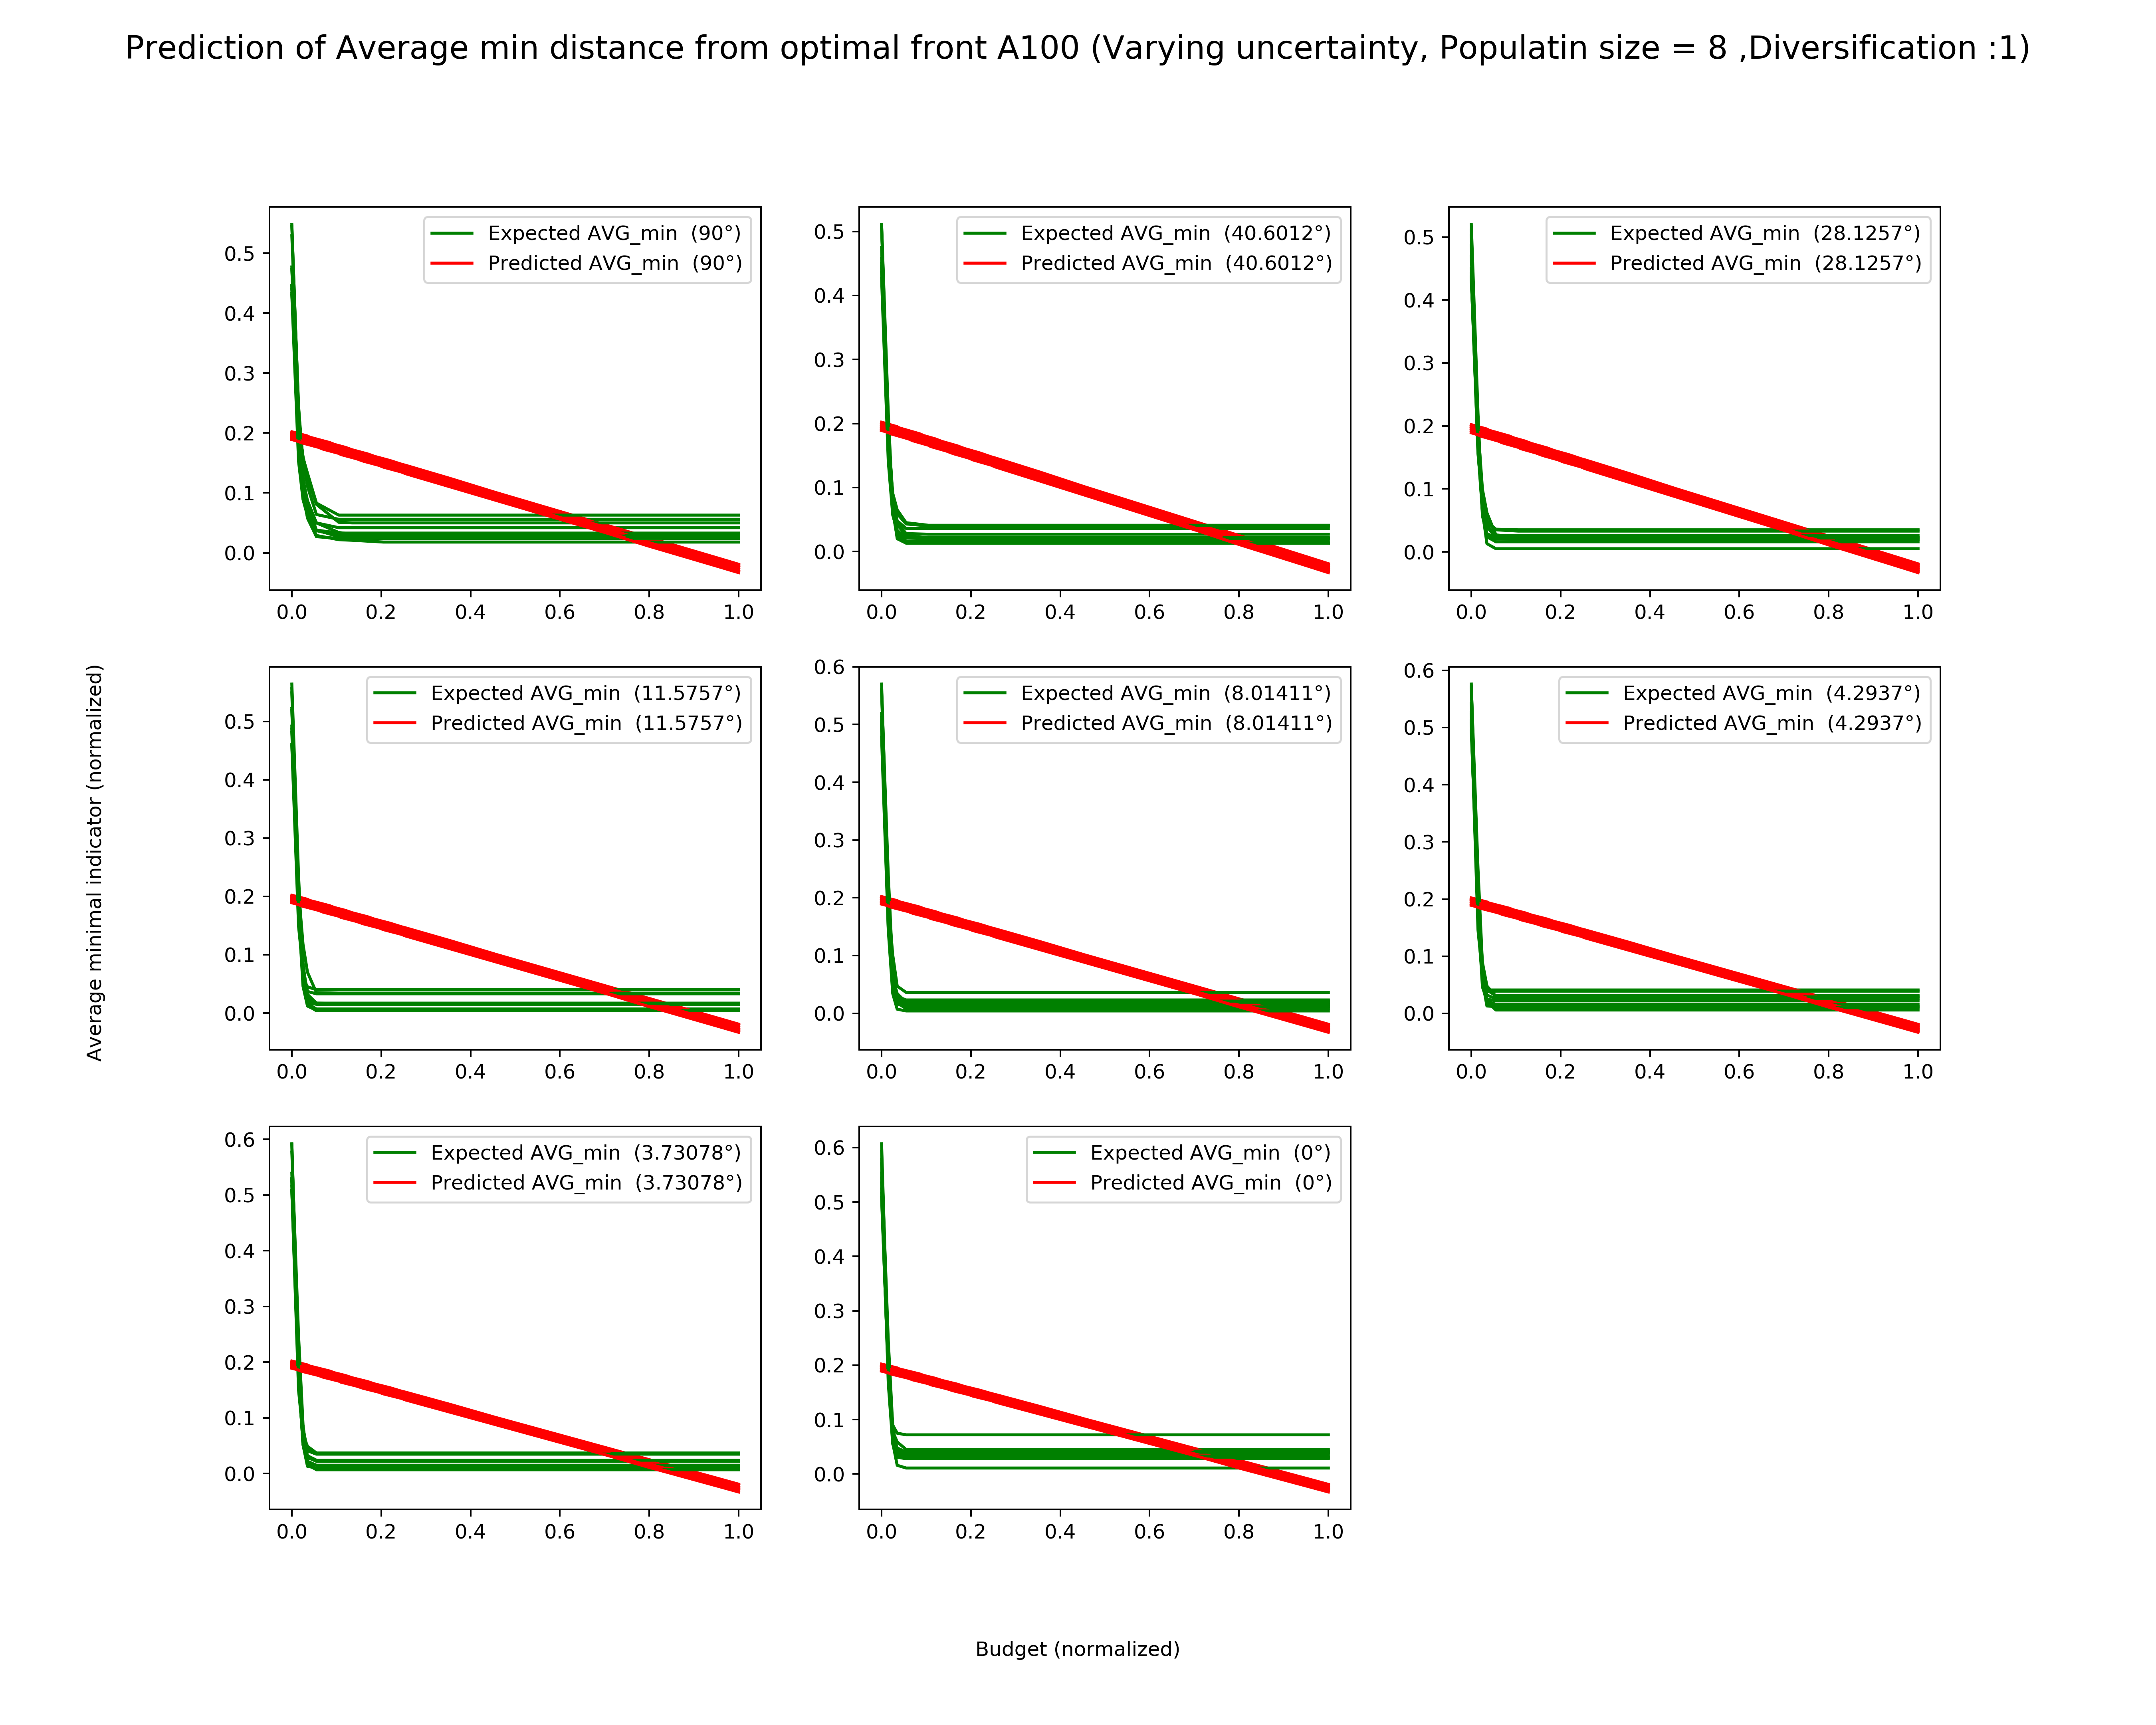 Prediction of Average min distance from optimal front A100 (Varying uncertainty, Populatin size = 8 ,Diversification :1)
Expected AVG_min (90°)
Predicted AVG_min (90°)
0.5
0.4
0.3
0.2
0.1
0.0
0.0 0.2 0.4 0.6 0.8 1.0
Expected AVG_min (40.6012°)
Predicted AVG_min (40.6012°)
0.5
0.4
0.3
0.2
0.1
0.0
0.0 0.2 0.4 0.6 0.8 1.0
Expected AVG_min (28.1257°)
Predicted AVG_min (28.1257°)
0.5
0.4
0.3
0.2
0.1
0.0
0.0 0.2 0.4 0.6 0.8 1.0
Average minimal indicator (normalized)
Expected AVG_min (11.5757°)
Predicted AVG_min (11.5757°)
0.5
0.4
0.3
0.2
0.1
0.0
0.0 0.2 0.4 0.6 0.8 1.0
Expected AVG_min (8.01411°)
Predicted AVG_min (8.01411°)
0.6
0.5
0.4
0.3
0.2
0.1
0.0
0.0 0.2 0.4 0.6 0.8 1.0
Expected AVG_min (4.2937°)
Predicted AVG_min (4.2937°)
0.6
0.5
0.4
0.3
0.2
0.1
0.0
0.0 0.2 0.4 0.6 0.8 1.0
Expected AVG_min (3.73078°)
Predicted AVG_min (3.73078°)
0.6
0.5
0.4
0.3
0.2
0.1
0.0
0.0 0.2 0.4 0.6 0.8 1.0
Expected AVG_min (0°)
Predicted AVG_min (0°)
0.6
0.5
0.4
0.3
0.2
0.1
0.0
0.0 0.2 0.4 0.6 0.8 1.0
Budget (normalized)